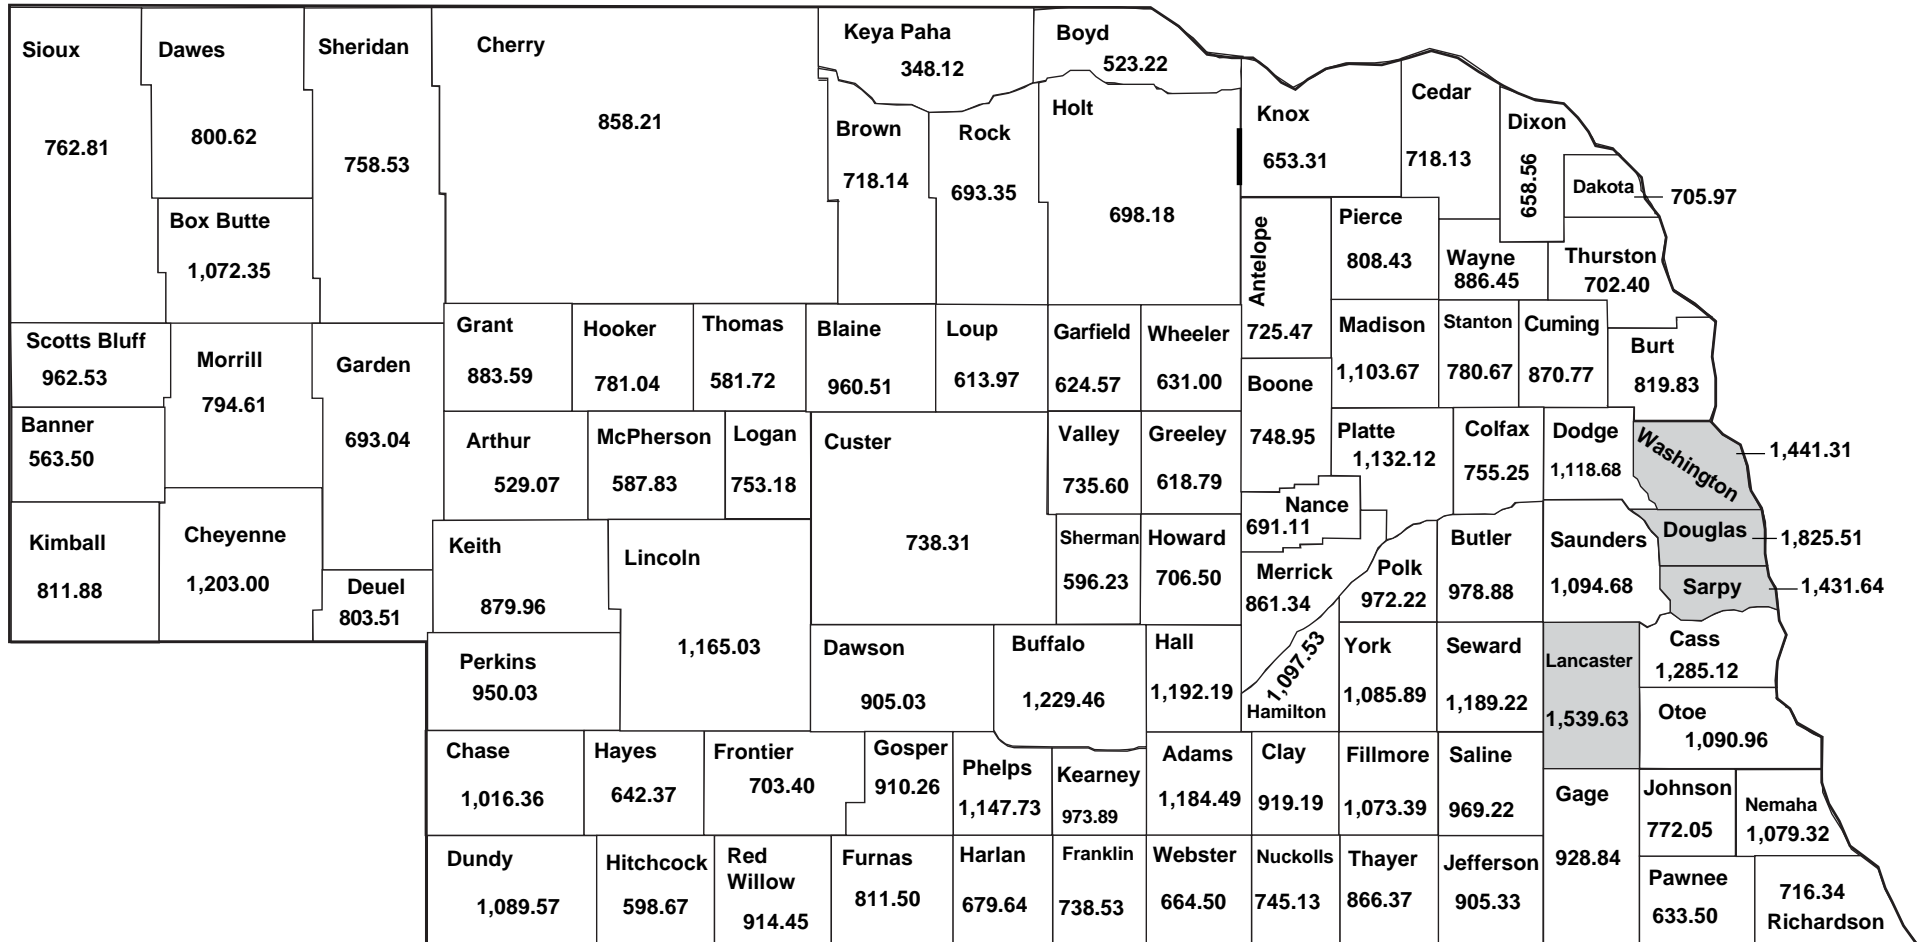 Sioux
762.81
Dawes
800.62
Sheridan
758.53
Cherry
858.21
Keya Paha
348.12
Boyd
523.22
Brown
718.14
Rock
693.35
Holt
698.18
Knox
653.31
Cedar
718.13
Dixon
658.56
Dakota
705.97
Box Butte
1,072.35
Antelope
725.47
Pierce
808.43
Wayne
886.45
Thurston
702.40
Scotts Bluff
962.53
Morrill
794.61
Garden
693.04
Grant
883.59
Hooker
781.04
Thomas
581.72
Blaine
960.51
Loup
613.97
Garfield
624.57
Wheeler
631.00
Madison
1,103.67
Stanton
780.67
Cuming
870.77
Burt
819.83
Banner
563.50
Boone
748.95
Arthur
529.07
McPherson
587.83
Logan
753.18
Custer
738.31
Valley
735.60
Greeley
618.79
Platte
1,132.12
Colfax
755.25
Dodge
1,118.68
Washington
1,441.31
Kimball
811.88
Cheyenne
1,203.00
Deuel
803.51
Keith
879.96
Lincoln
1,165.03
Sherman
596.23
Howard
706.50
Nance
691.11
Merrick
861.34
Polk
972.22
Butler
978.88
Saunders
1,094.68
Douglas
1,825.51
Sarpy
1,431.64
Perkins
950.03
Dawson
905.03
Buffalo
1,229.46
Hall
1,192.19
1,097.53
Hamilton
York
1,085.89
Seward
1,189.22
Lancaster
1,539.63
Cass
1,285.12
Otoe
1,090.96
Chase
1,016.36
Hayes
642.37
Frontier
703.40
Gosper
910.26
Phelps
1,147.73
Kearney
973.89
Adams
1,184.49
Clay
919.19
Fillmore
1,073.39
Saline
969.22
Gage
928.84
Johnson
772.05
Nemaha
1,079.32
Dundy
1,089.57
Hitchcock
598.67
Red
Willow
914.45
Furnas
811.50
Harlan
679.64
Franklin
738.53
Webster
664.50
Nuckolls
745.13
Thayer
866.37
Jefferson
905.33
Pawnee
633.50
716.34
Richardson